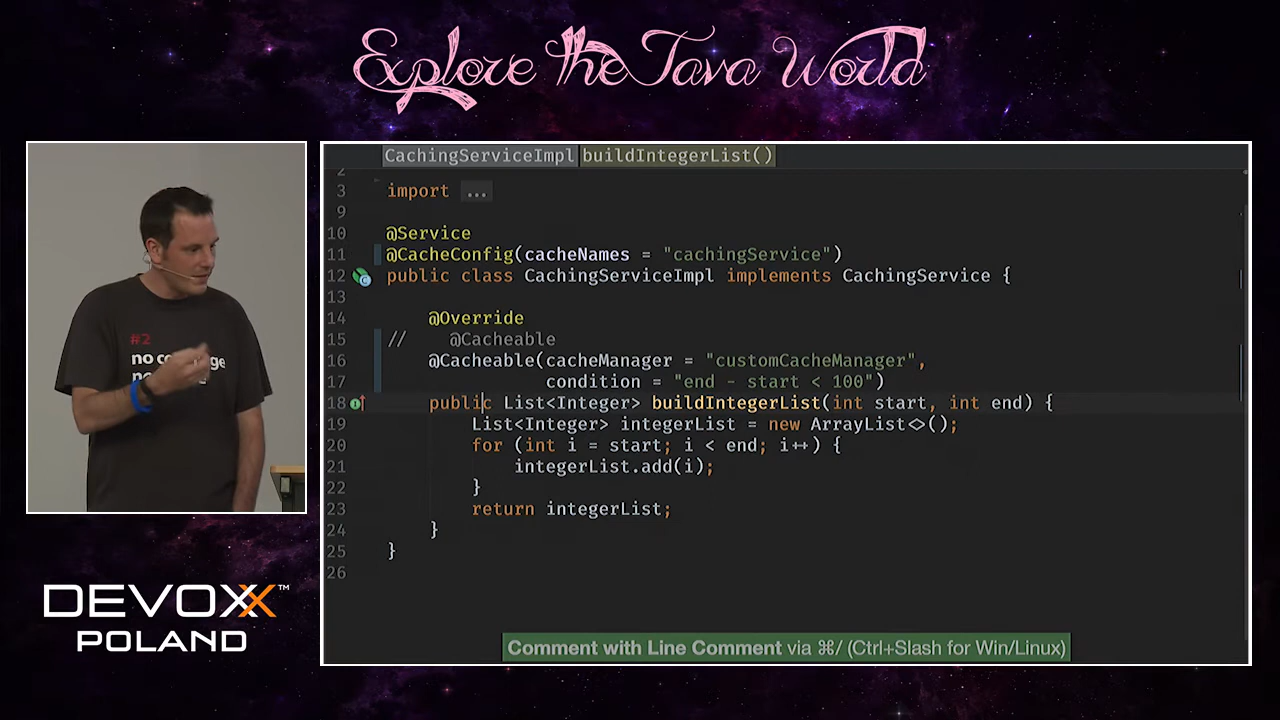 Explore the Java World
CachingServiceImpl buildIntegerList()
2
3 import ...
9
10 @Service
11 @CacheConfig(cacheNames = "cachingService")
12 public class CachingServiceImpl implements CachingService {
13
14 @Override
15 // @Cacheable
16 @Cacheable(cacheManager = "customCacheManager",
17 condition = "end - start < 100")
18 public List<Integer> buildIntegerList(int start, int end) {
19 List<Integer> integerList = new ArrayList<>();
20 for (int i = start; i < end; i++) {
21 integerList.add(i);
22 }
23 return integerList;
24 }
25 }
26
Comment with Line Comment via ⌘/ (Ctrl+Slash for Win/Linux)
#2
no
no
DEVOXX™
POLAND